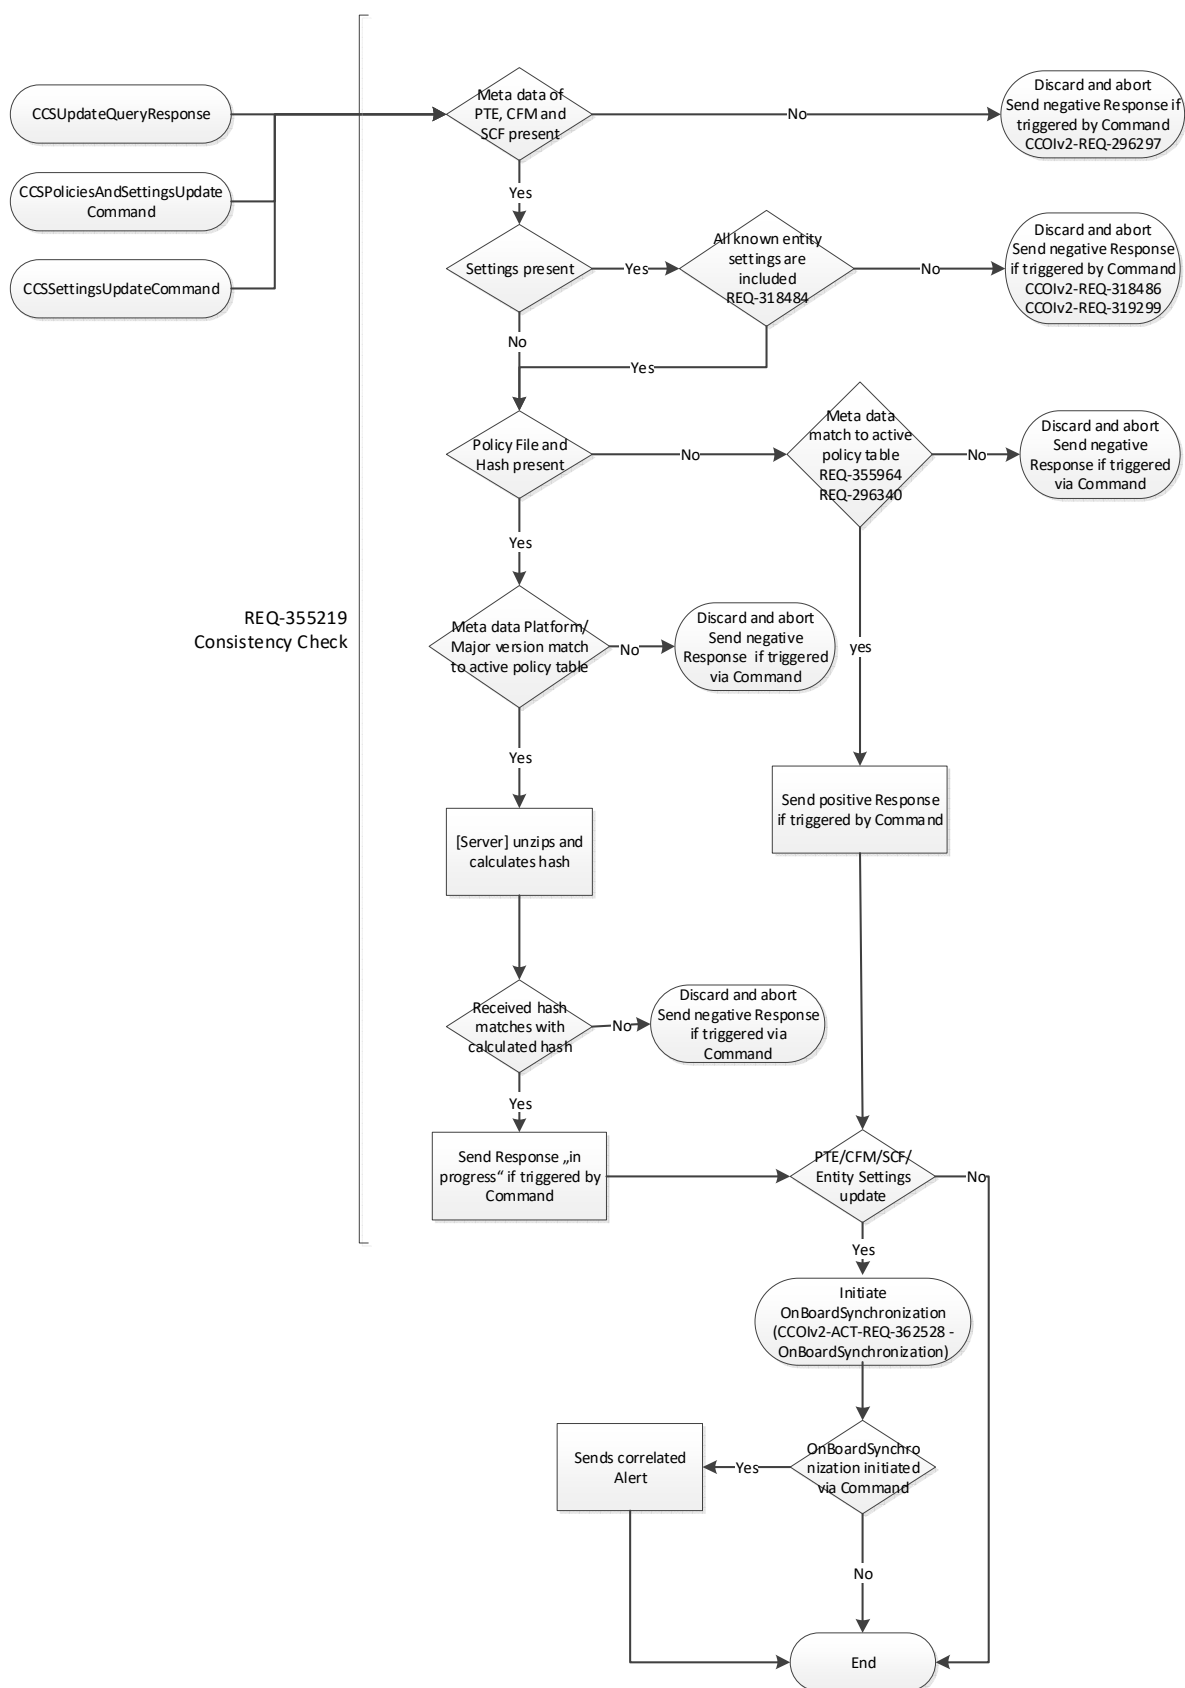 CCSUpdateQueryResponse
Meta data of
PTE, CFM and
SCF present
No
Discard and abort
Send negative Response if
triggered by Command
CCOIv2-REQ-296297
CCSPoliciesAndSettingsUpdate
Command
Yes
CCSSettingsUpdateCommand
Settings present
Yes
All known entity
settings are
included
REQ-318484
No
Discard and abort
Send negative Response
if triggered by Command
CCOIv2-REQ-318486
CCOIv2-REQ-319299
No
Yes
Policy File and
Hash present
No
Meta data
match to active
policy table
REQ-355964
REQ-296340
No
Discard and abort
Send negative
Response if triggered
via Command
Yes
REQ-355219
Consistency Check
Meta data Platform/
Major version match
to active policy table
No
Discard and abort
Send negative
Response if triggered
via Command
yes
Yes
Send positive Response
if triggered by Command
[Server] unzips and
calculates hash
Received hash
matches with
calculated hash
No
Discard and abort
Send negative Response
if triggered via
Command
Yes
Send Response „in
progress“ if triggered by
Command
PTE/CFM/SCF/
Entity Settings
update
No
Yes
Initiate
OnBoardSynchronization
(CCOIv2-ACT-REQ-362528 -
OnBoardSynchronization)
Sends correlated
Alert
Yes
OnBoardSynchro
nization initiated
via Command
No
End